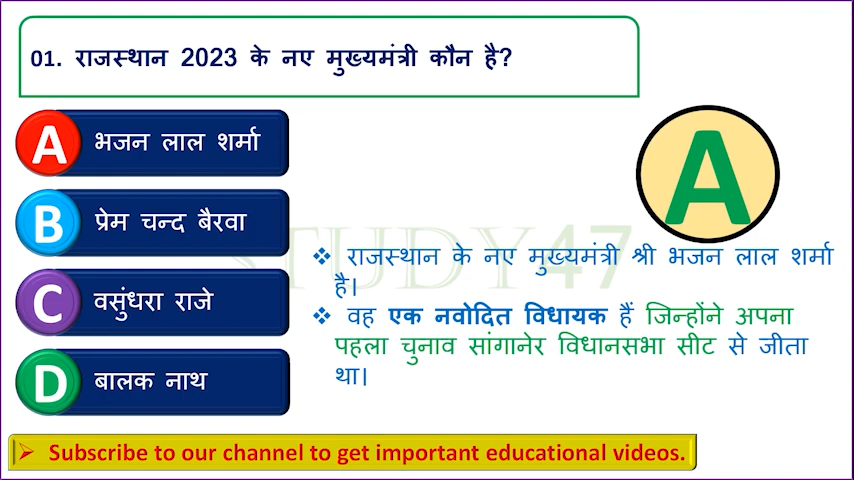 01. राजस्थान 2023 के नए मुख्यमंत्री कौन है?
A भजन लाल शर्मा
B प्रेम चन्द बैरवा
C वसुंधरा राजे
D बालक नाथ
A
STUDY47
❖ राजस्थान के नए मुख्यमंत्री श्री भजन लाल शर्मा
है।
❖ वह एक नवोदित विधायक हैं जिन्होंने अपना
पहला चुनाव सांगानेर विधानसभा सीट से जीता
था।
➢ Subscribe to our channel to get important educational videos.